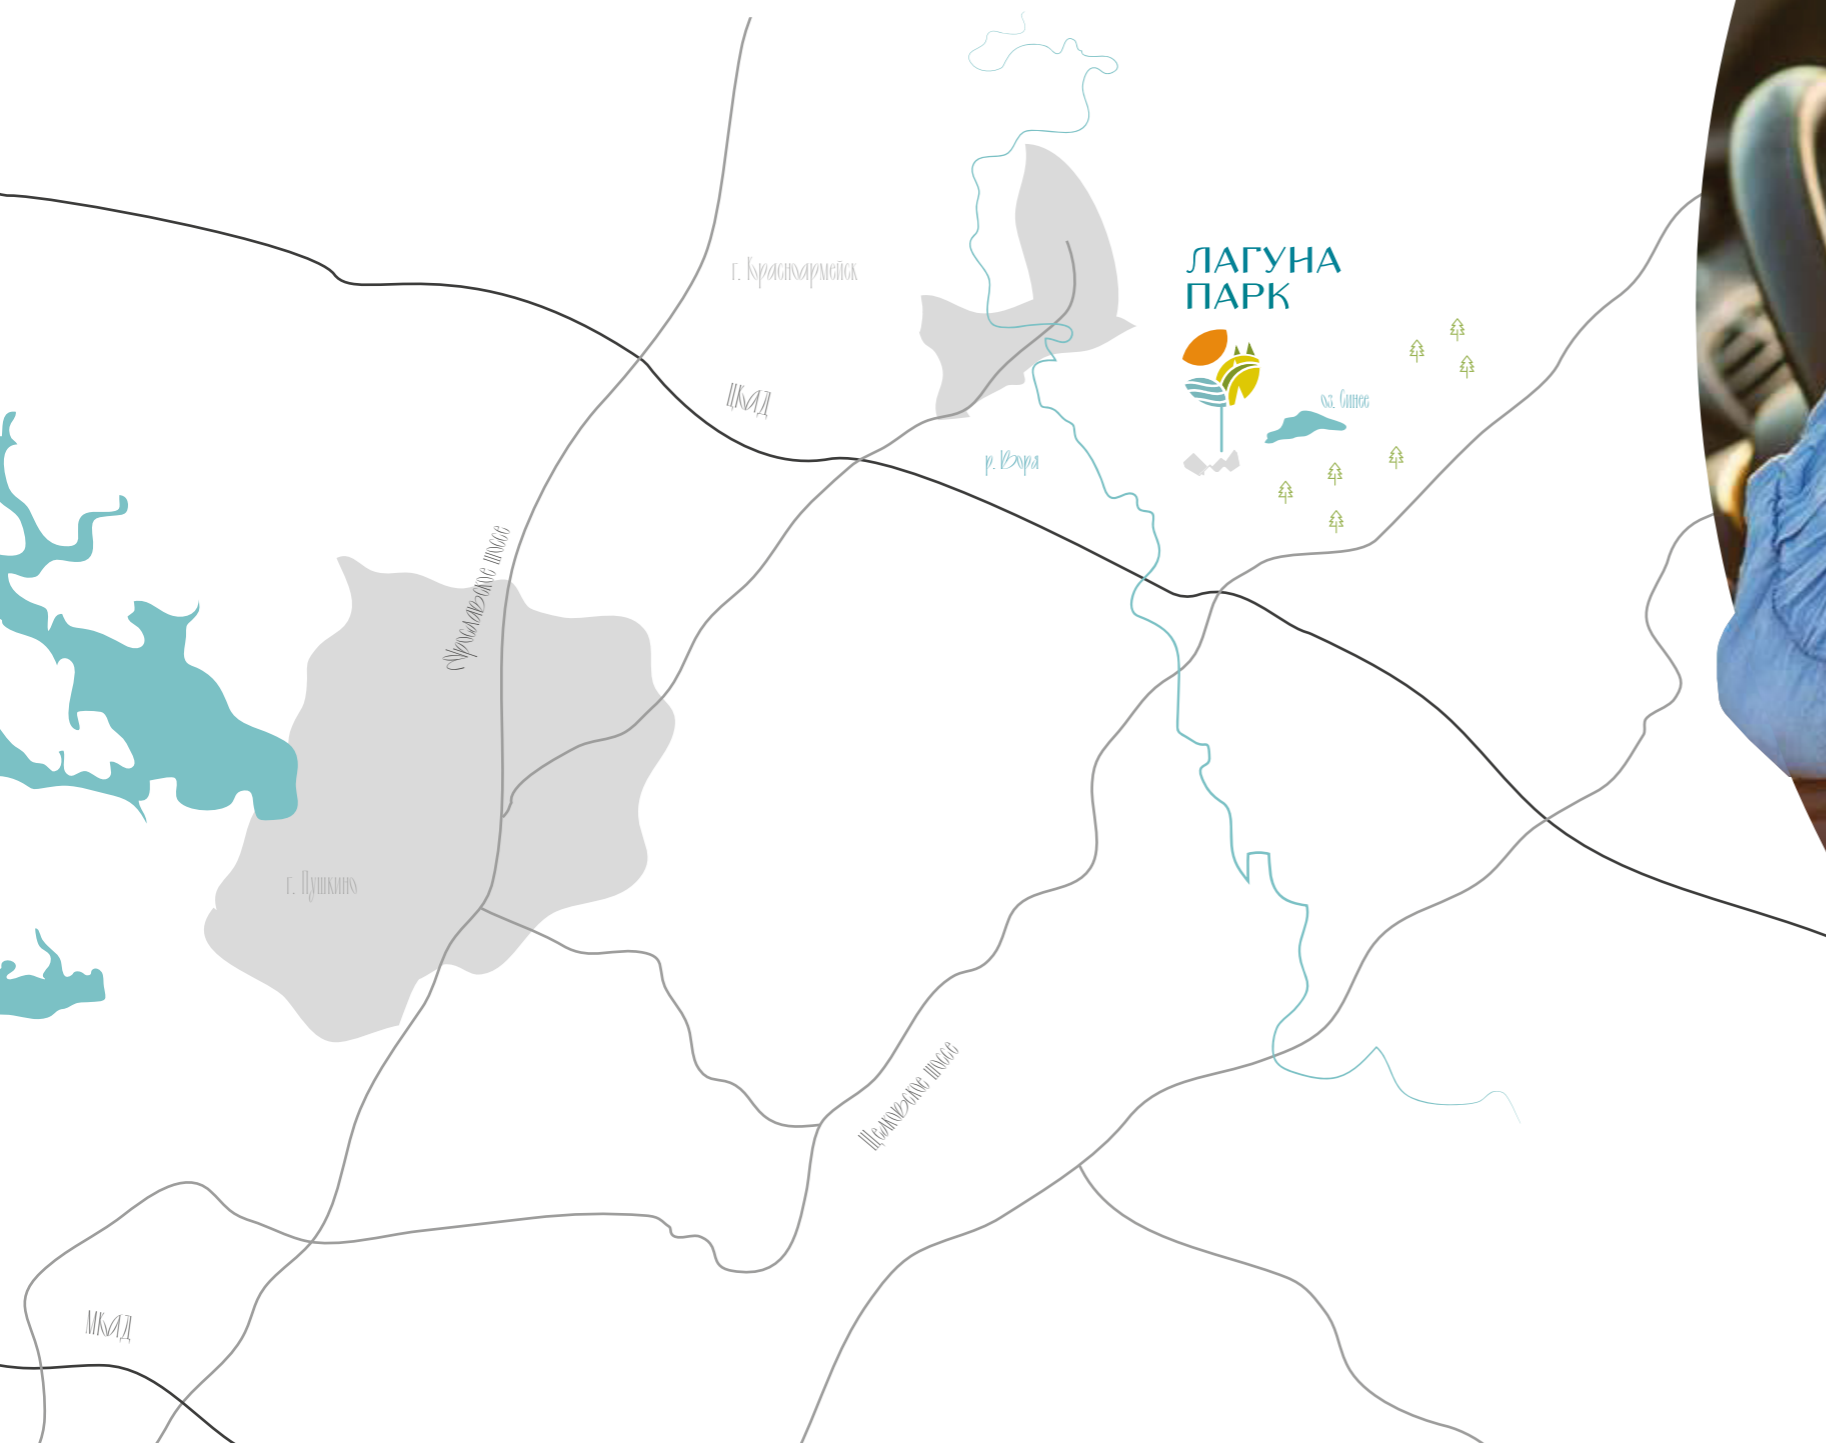 г. Красноармейск
ЛАГУНА
ПАРК
ЦКАД
оз. Синее
р. Воря
Ярославское шоссе
г. Пушкино
Щелковское шоссе
МКАД